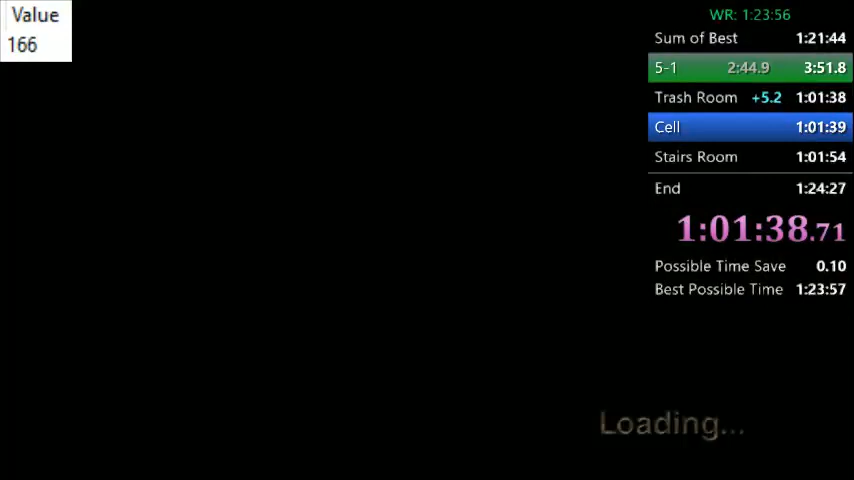 Value
166
WR: 1:23:56
Sum of Best 1:21:44
5-1 2:44.9 3:51.8
Trash Room +5.2 1:01:38
Cell 1:01:39
Stairs Room 1:01:54
End 1:24:27
1:01:38.71
Possible Time Save 0.10
Best Possible Time 1:23:57
Loading...